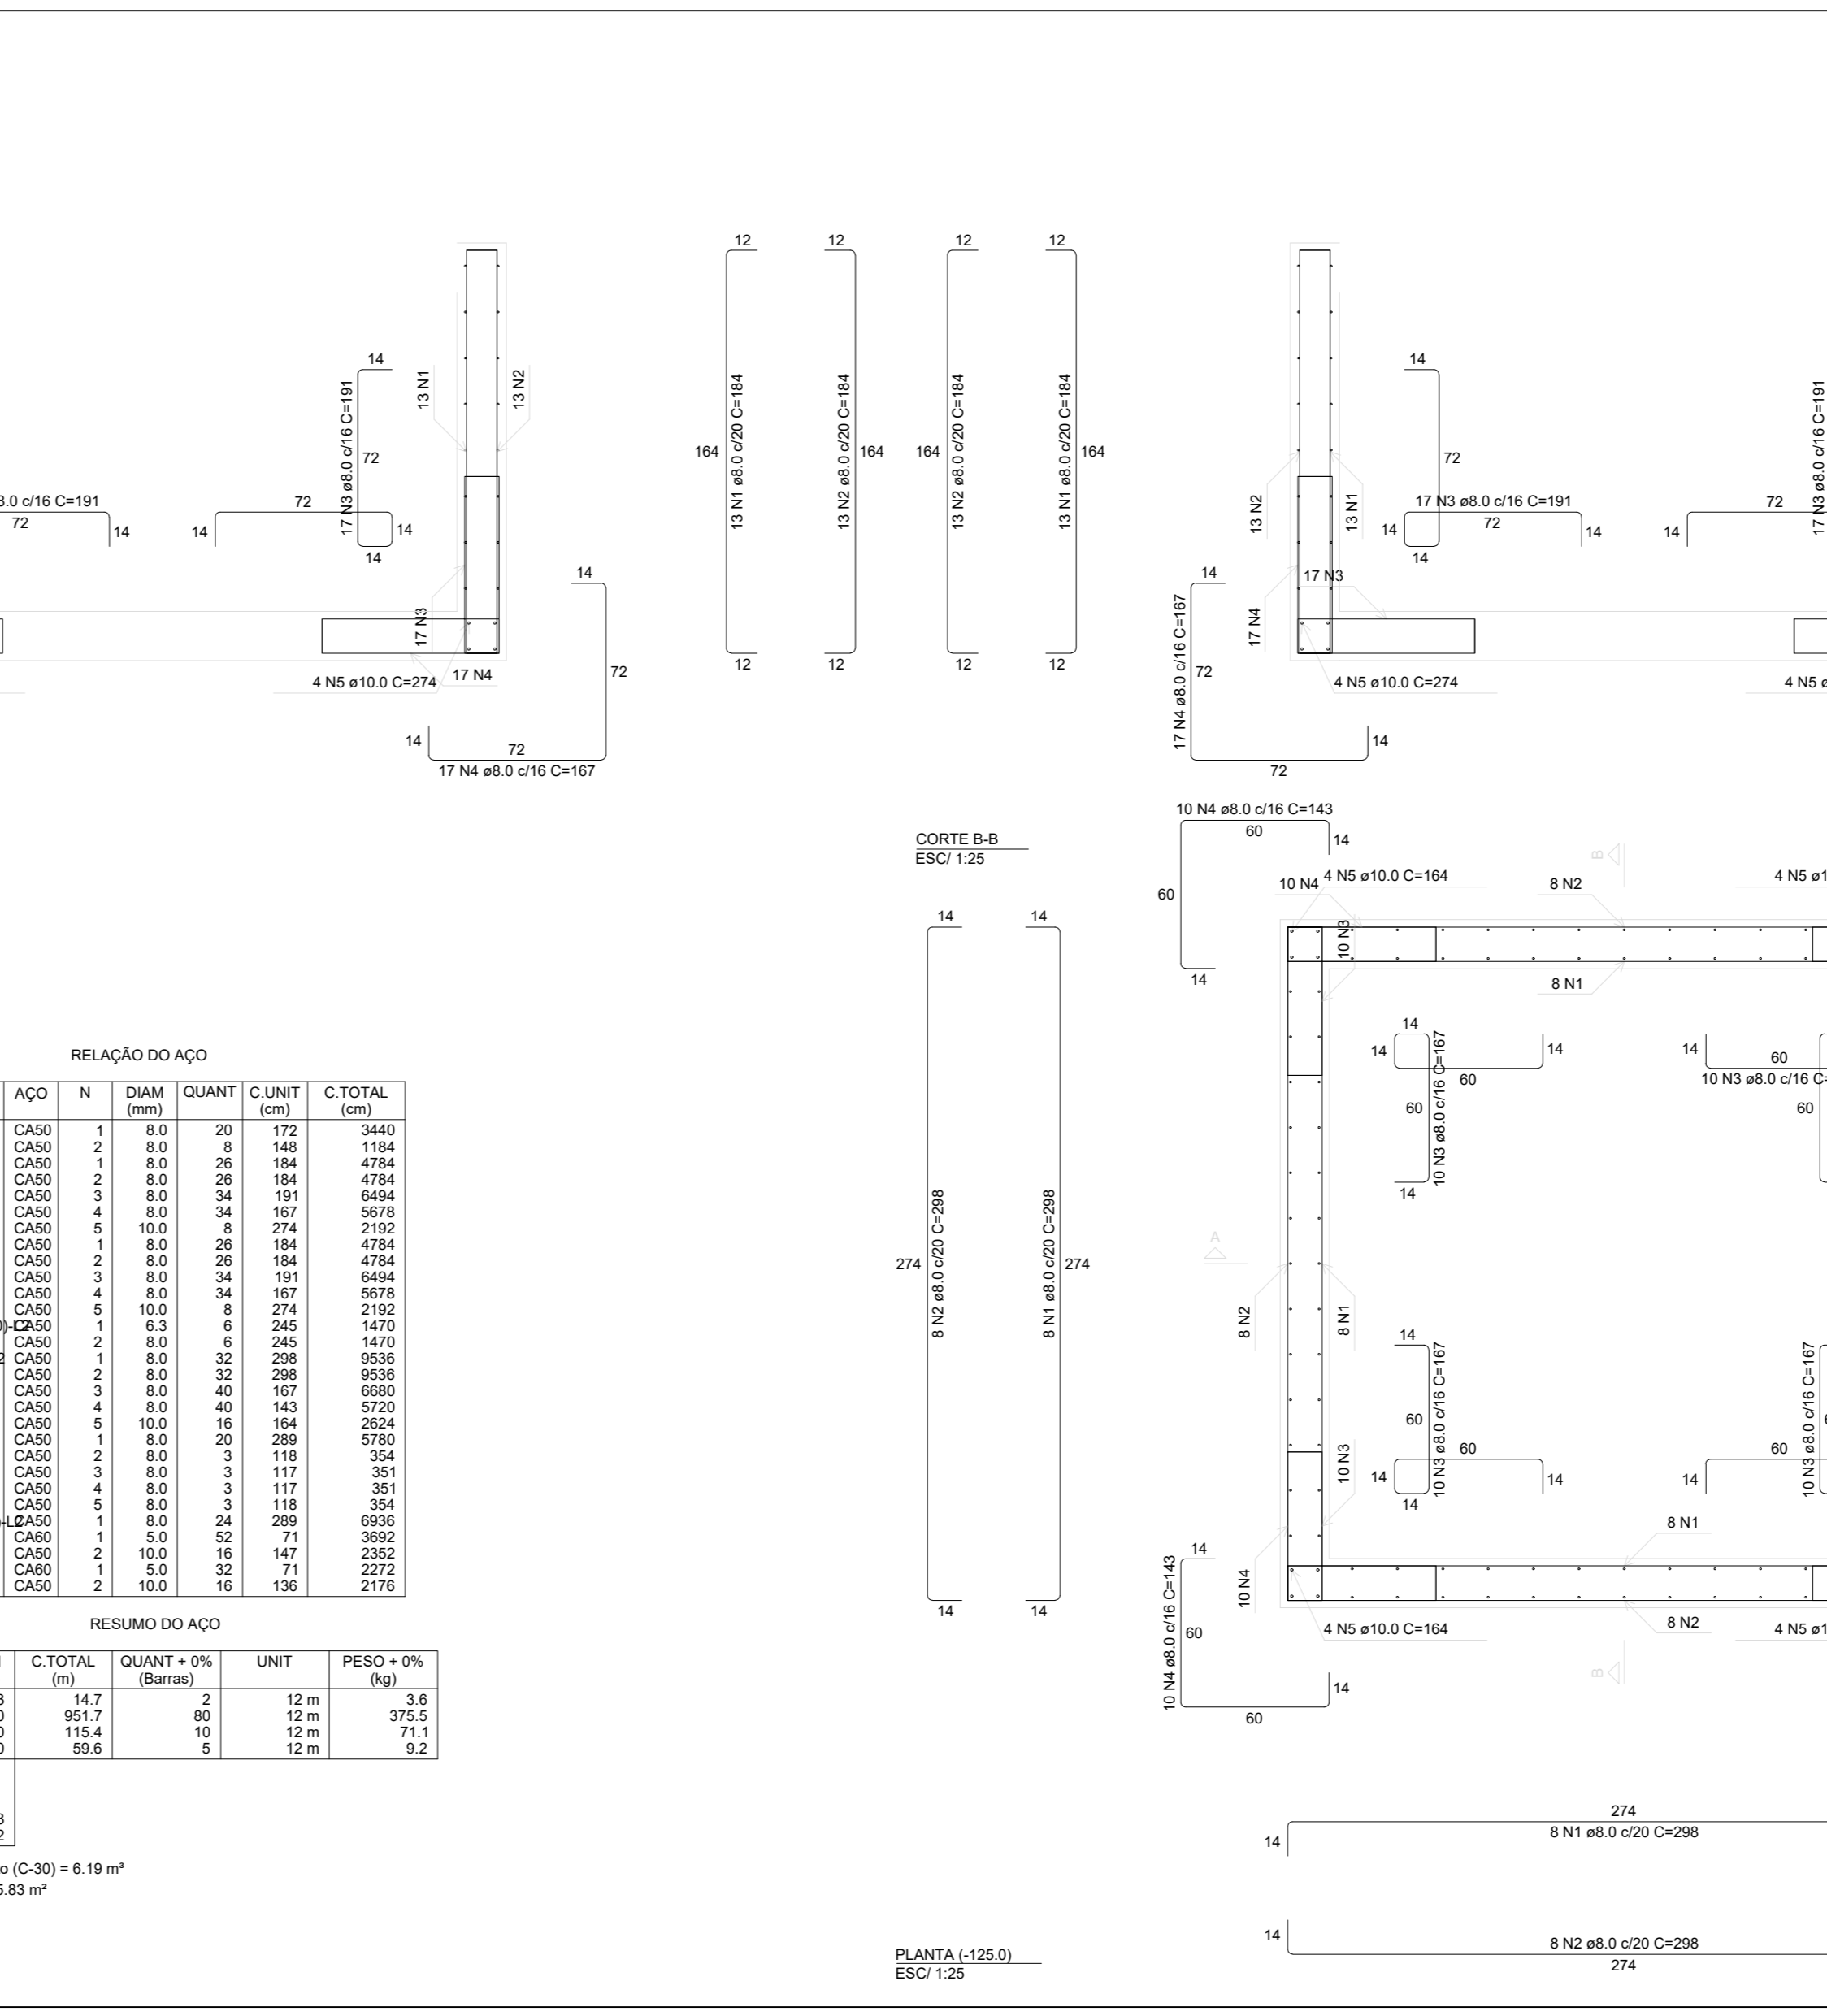 12
12
12
12
13 N1 ø8.0 c/20 C=184
164
12
13 N2 ø8.0 c/20 C=184
164
12
13 N2 ø8.0 c/20 C=184
164
12
13 N1 ø8.0 c/20 C=184
164
12
8.0 c/16 C=191
72
14
14
17 N3 ø8.0 c/16 C=191
72
72
14
14
14
13 N1
13 N2
17 N3
4 N5 ø10.0 C=274
17 N4
14
72
14
72
17 N4 ø8.0 c/16 C=167
13 N2
13 N1
17 N4
17 N3
14
72
17 N3 ø8.0 c/16 C=191
72
14
14
14
14
72
17 N3 ø8.0 c/16 C=191
14
17 N4 ø8.0 c/16 C=167
72
14
72
4 N5 ø10.0 C=274
4 N5 ø
CORTE B-B
ESC/ 1:25
10 N4 ø8.0 c/16 C=143
60
14
60
14
10 N4
4 N5 ø10.0 C=164
8 N2
B
4 N5 ø1
10 N3
8 N1
14
8 N2 ø8.0 c/20 C=298
274
14
14
8 N1 ø8.0 c/20 C=298
274
14
14
14
60
14
10 N3 ø8.0 c/16 C=167
60
14
14
60
10 N3 ø8.0 c/16 C=
60
A
8 N2
8 N1
14
10 N3 ø8.0 c/16 C=167
60
60
14
14
14
14
60
10 N3 ø8.0 c/16 C=167
10 N3
10 N4
8 N1
8 N2
4 N5 ø10.0 C=164
4 N5 ø1
B
14
10 N4 ø8.0 c/16 C=143
60
14
60
RELAÇÃO DO AÇO
AÇO N DIAM QUANT C.UNIT C.TOTAL
(mm) (cm) (cm)
CA50 1 8.0 20 172 3440
CA50 2 8.0 8 148 1184
CA50 1 8.0 26 184 4784
CA50 2 8.0 26 184 4784
CA50 3 8.0 34 191 6494
CA50 4 8.0 34 167 5678
CA50 5 10.0 8 274 2192
CA50 1 8.0 26 184 4784
CA50 2 8.0 26 184 4784
CA50 3 8.0 34 191 6494
CA50 4 8.0 34 167 5678
CA50 5 10.0 8 274 2192
)-L2 CA50 1 6.3 6 245 1470
CA50 2 8.0 6 245 1470
2 CA50 1 8.0 32 298 9536
CA50 2 8.0 32 298 9536
CA50 3 8.0 40 167 6680
CA50 4 8.0 40 143 5720
CA50 5 10.0 16 164 2624
CA50 1 8.0 20 289 5780
CA50 2 8.0 3 118 354
CA50 3 8.0 3 117 351
CA50 4 8.0 3 117 351
CA50 5 8.0 3 118 354
)-L2 CA50 1 8.0 24 289 6936
CA60 1 5.0 52 71 3692
CA50 2 10.0 16 147 2352
CA60 1 5.0 32 71 2272
CA50 2 10.0 16 136 2176
RESUMO DO AÇO
C.TOTAL QUANT + 0% UNIT PESO + 0%
(m) (Barras) (kg)
3 14.7 2 12 m 3.6
0 951.7 80 12 m 375.5
0 115.4 10 12 m 71.1
0 59.6 5 12 m 9.2
3
2
o (C-30) = 6.19 m³
5.83 m²
274
14
8 N1 ø8.0 c/20 C=298
14
8 N2 ø8.0 c/20 C=298
274
PLANTA (-125.0)
ESC/ 1:25